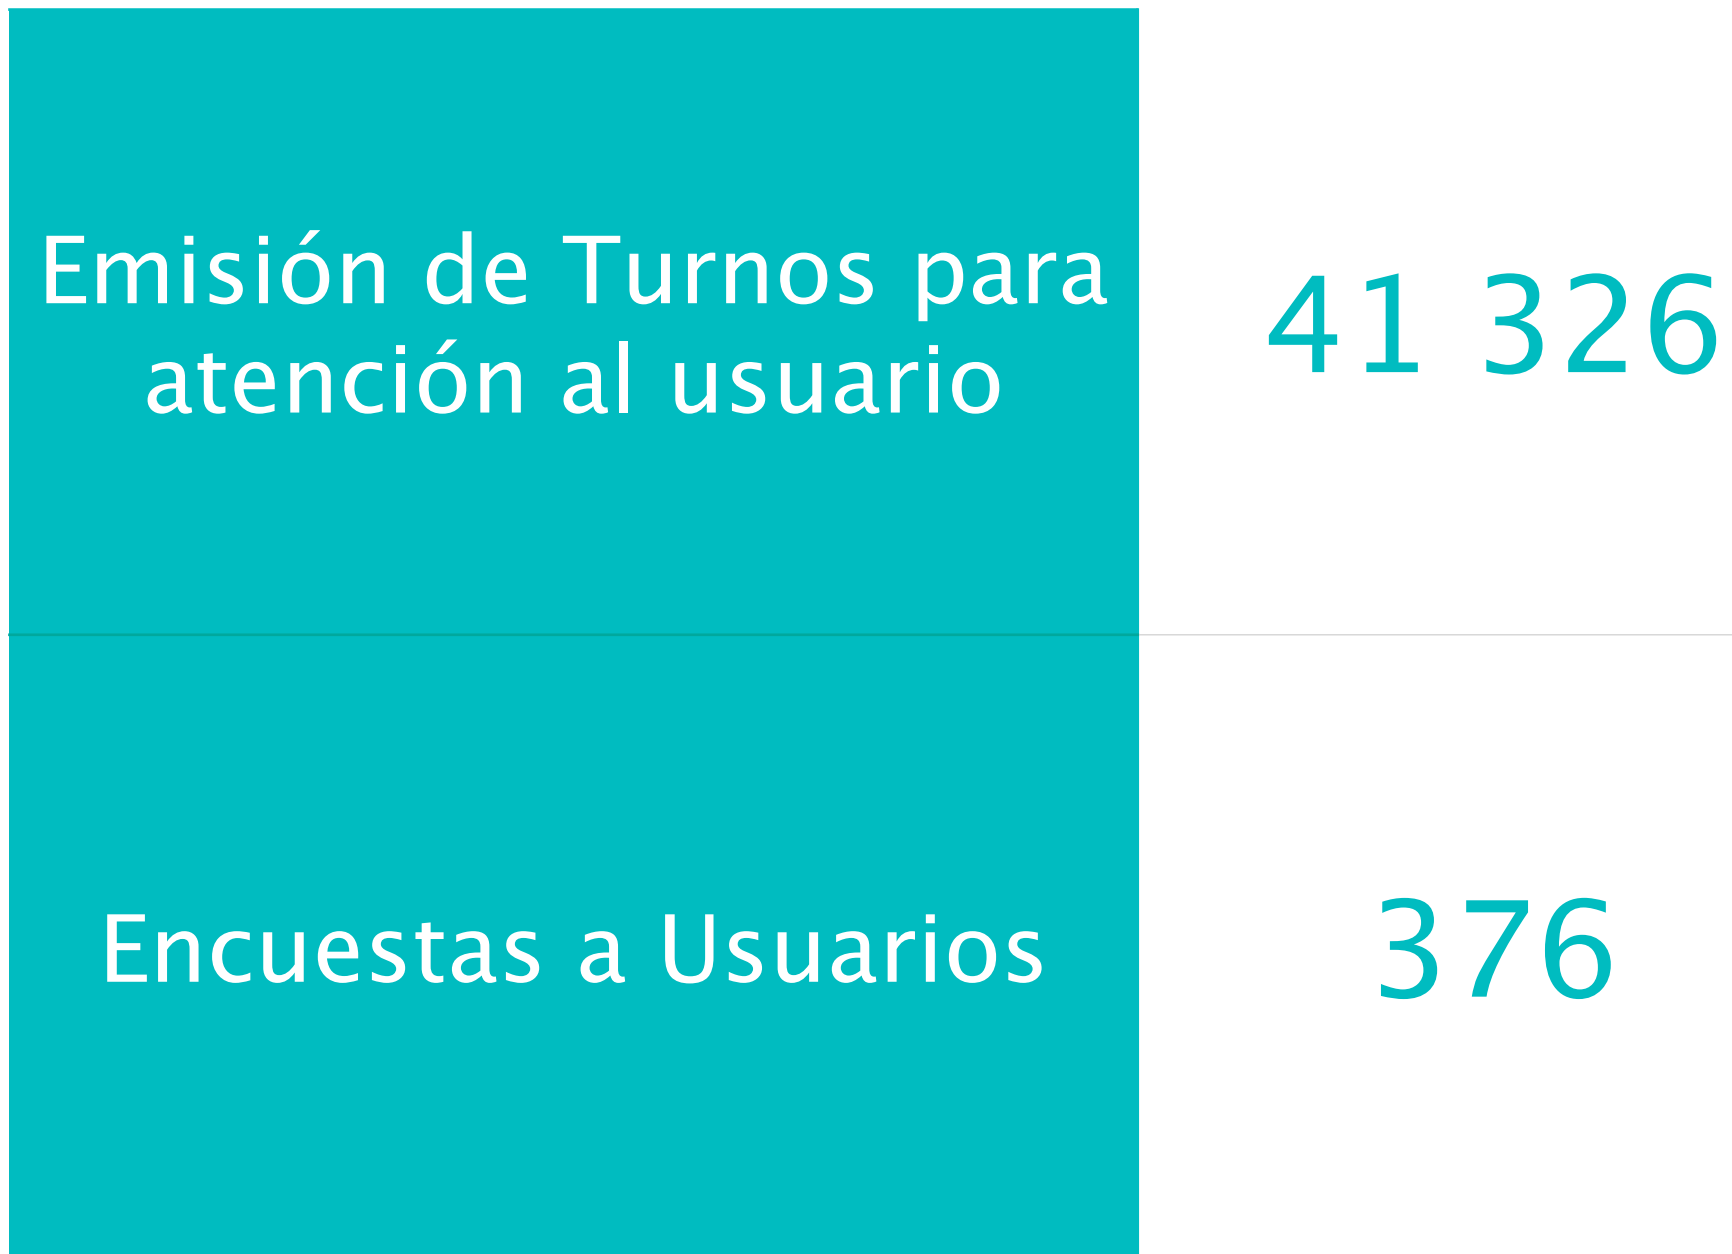 Emisión de Turnos para
atención al usuario
41 326
Encuestas a Usuarios
376